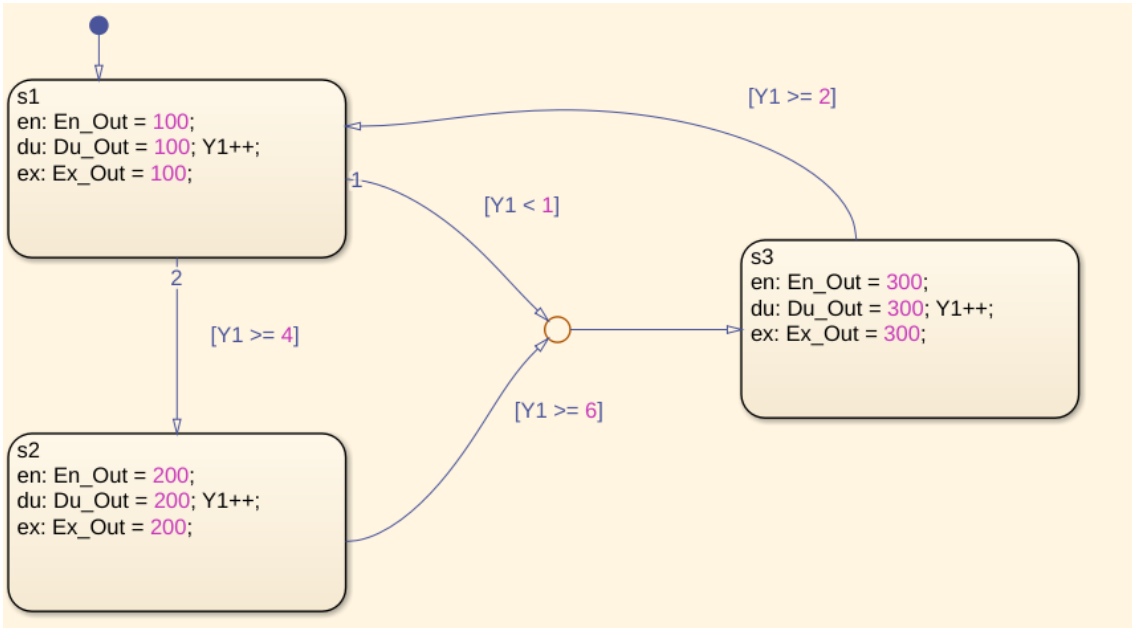 s1
en: En_Out = 100;
du: Du_Out = 100; Y1++;
ex: Ex_Out = 100;
[Y1 >= 2]
1
[Y1 < 1]
s3
en: En_Out = 300;
du: Du_Out = 300; Y1++;
ex: Ex_Out = 300;
2
[Y1 >= 4]
[Y1 >= 6]
s2
en: En_Out = 200;
du: Du_Out = 200; Y1++;
ex: Ex_Out = 200;